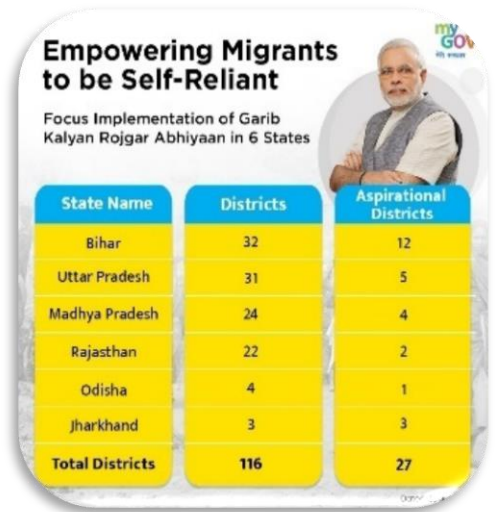 my
GOV
मेरी सरकार
Empowering Migrants
to be Self-Reliant
Focus Implementation of Garib
Kalyan Rojgar Abhiyaan in 6 States
State Name Districts Aspirational Districts
Bihar 32 12
Uttar Pradesh 31 5
Madhya Pradesh 24 4
Rajasthan 22 2
Odisha 4 1
Jharkhand 3 3
Total Districts 116 27